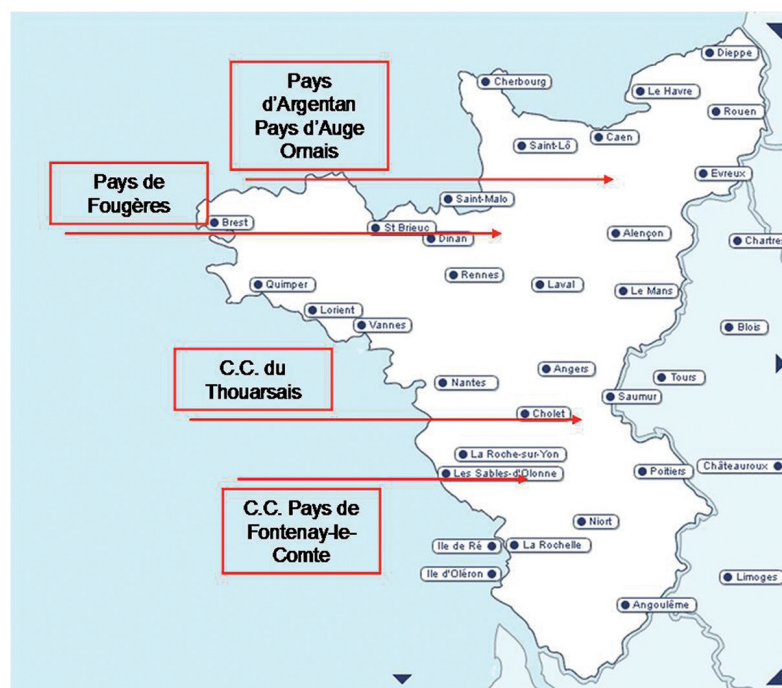 Dieppe
Cherbourg
Le Havre
Pays
d'Argentan
Pays d'Auge
Ornais
Rouen
Caen
Saint-Lô
Evreux
Pays de
Fougères
Saint-Malo
Brest
St Brieuc
Dinan
Alençon
Chartres
Rennes
Quimper
Laval
Le Mans
Lorient
Vannes
Blois
C.C. du
Thouarsais
Angers
Nantes
Tours
Saumur
Cholet
La Roche-sur-Yon
Les Sables-d'Olonne
Poitiers
Châteauroux
C.C. Pays de
Fontenay-le-
Comte
Niort
Ile de Ré
La Rochelle
Ile d'Oléron
Limoges
Angoulême